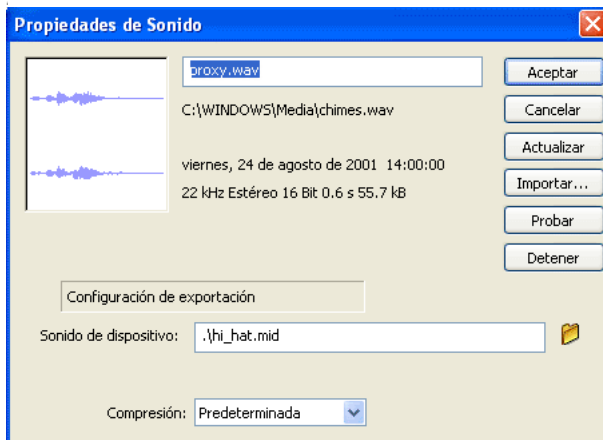 Propiedades de Sonido
proxy.wav
C:\WINDOWS\Media\chimes.wav
viernes, 24 de agosto de 2001 14:00:00
22 kHz Estéreo 16 Bit 0.6 s 55.7 kB
Aceptar
Cancelar
Actualizar
Importar...
Probar
Detener
Configuración de exportación
Sonido de dispositivo: .\hi_hat.mid
Compresión: Predeterminada